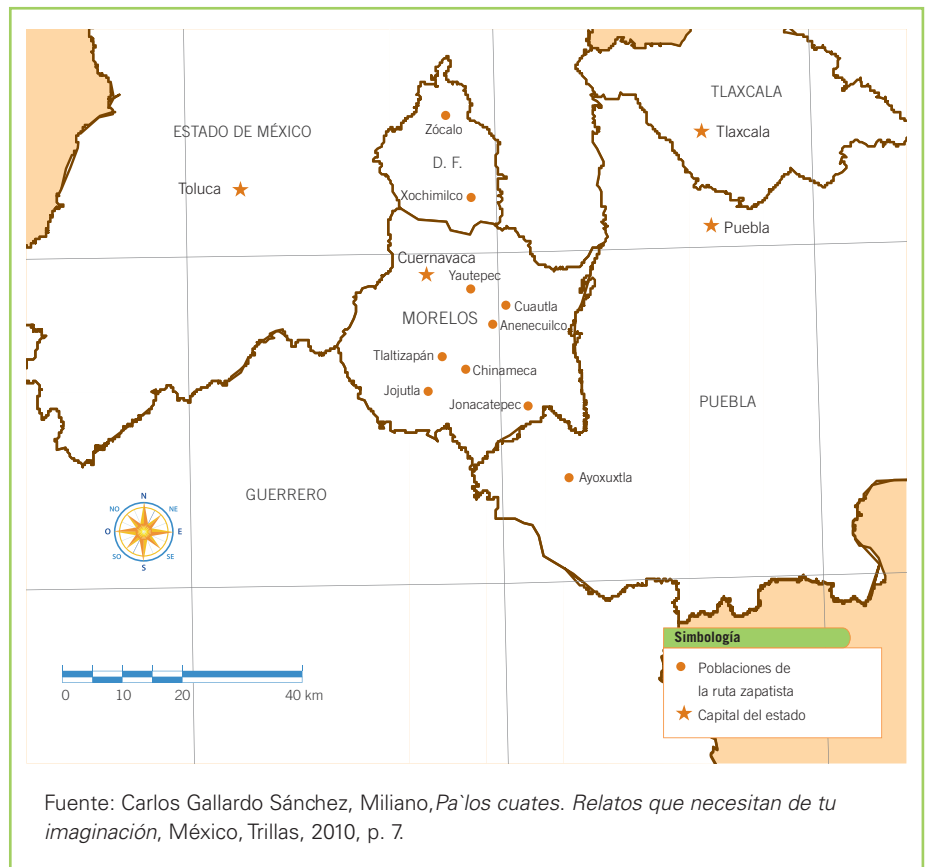 TLAXCALA
ESTADO DE MÉXICO
Zócalo
Tlaxcala
D. F.
Toluca
Xochimilco
Puebla
Cuernavaca
Yautepec
Cuautla
MORELOS
Anenecuilco
Tlaltizapán
Chinameca
Jojutla
Jonacatepec
PUEBLA
Ayoxuxtla
GUERRERO
N
NO
NE
O
E
SO
SE
S
Simbología
Poblaciones de
la ruta zapatista
Capital del estado
0 10 20 40 km
Fuente: Carlos Gallardo Sánchez, Miliano,Pa`los cuates. Relatos que necesitan de tu
imaginación, México, Trillas, 2010, p. 7.